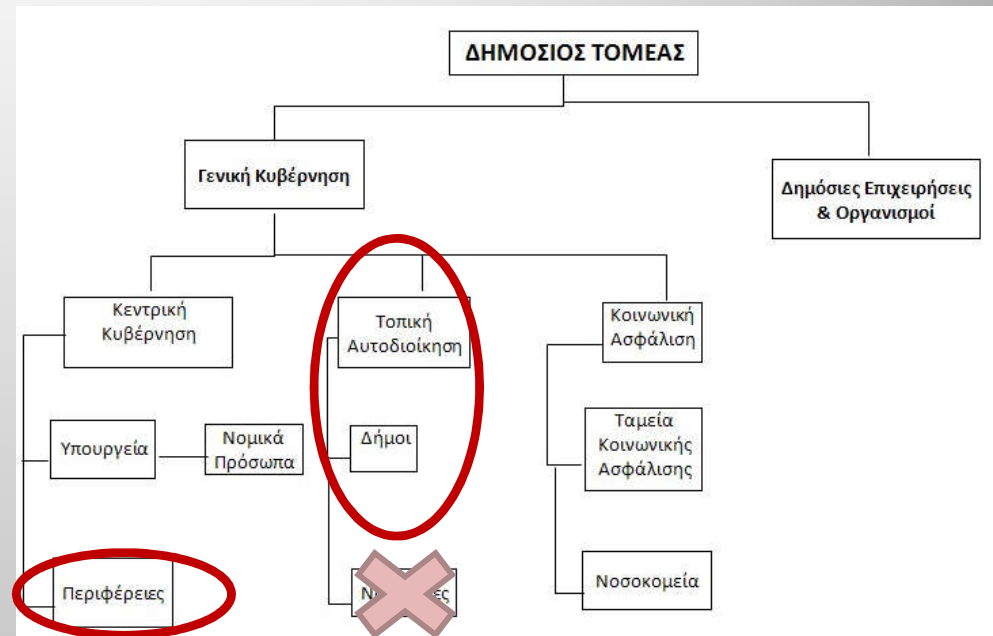 ΔΗΜΟΣΙΟΣ ΤΟΜΕΑΣ
Γενική Κυβέρνηση
Δημόσιες Επιχειρήσεις
& Οργανισμοί
Κεντρική
Κυβέρνηση
Τοπική
Αυτοδιοίκηση
Κοινωνική
Ασφάλιση
Υπουργεία
Νομικά
Πρόσωπα
Δήμοι
Ταμεία
Κοινωνικής
Ασφάλισης
Περιφέρειες
Νοσοκομεία